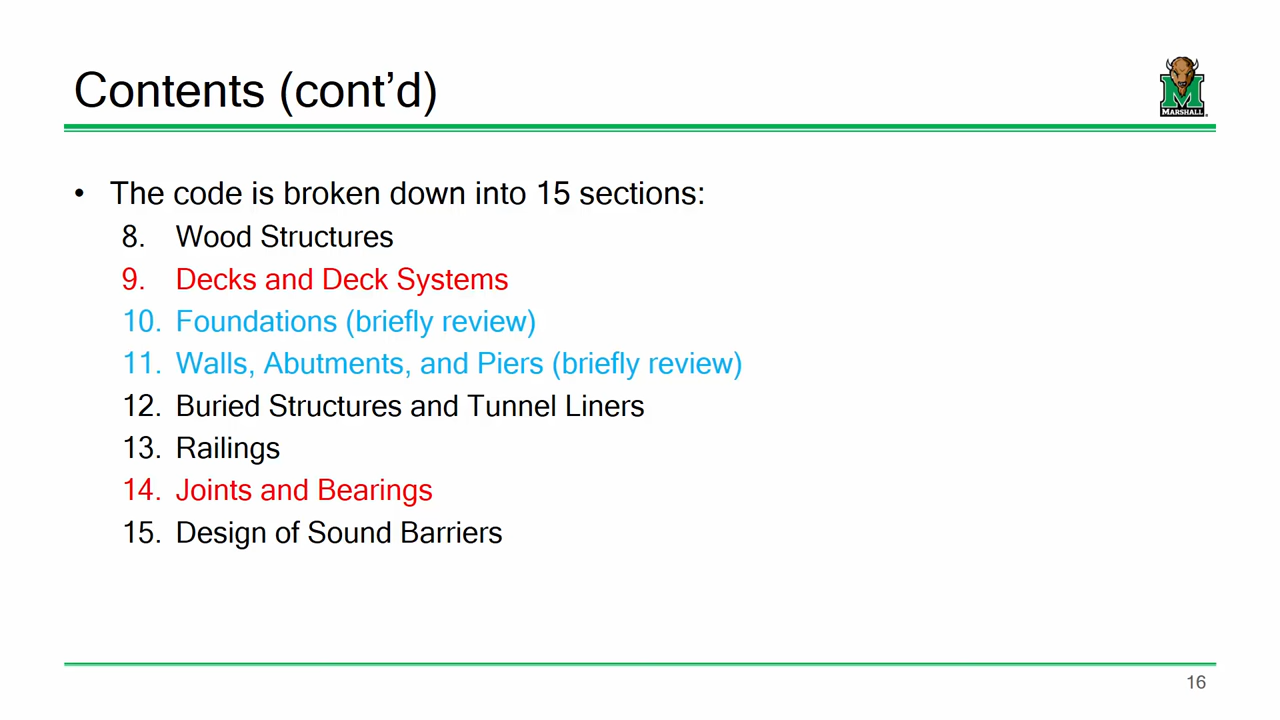 Contents (cont’d)
MARSHALL
• The code is broken down into 15 sections:
8. Wood Structures
9. Decks and Deck Systems
10. Foundations (briefly review)
11. Walls, Abutments, and Piers (briefly review)
12. Buried Structures and Tunnel Liners
13. Railings
14. Joints and Bearings
15. Design of Sound Barriers
16